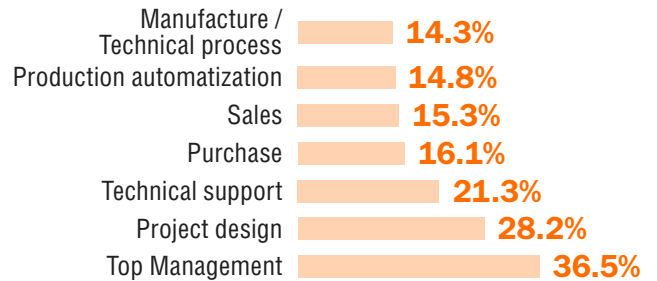 Manufacture /
Technical process 14.3%
Production automatization 14.8%
Sales 15.3%
Purchase 16.1%
Technical support 21.3%
Project design 28.2%
Top Management 36.5%